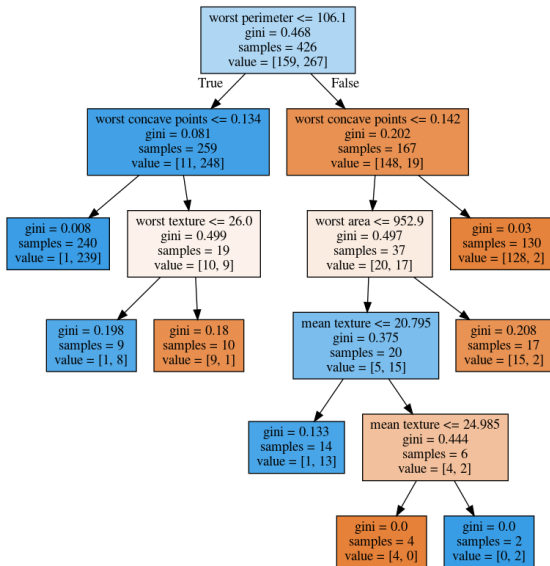 worst perimeter <= 106.1
gini = 0.468
samples = 426
value = [159, 267]
True
False
worst concave points <= 0.134
gini = 0.081
samples = 259
value = [11, 248]
worst concave points <= 0.142
gini = 0.202
samples = 167
value = [148, 19]
gini = 0.008
samples = 240
value = [1, 239]
worst texture <= 26.0
gini = 0.499
samples = 19
value = [10, 9]
worst area <= 952.9
gini = 0.497
samples = 37
value = [20, 17]
gini = 0.03
samples = 130
value = [128, 2]
gini = 0.198
samples = 9
value = [1, 8]
gini = 0.18
samples = 10
value = [9, 1]
mean texture <= 20.795
gini = 0.375
samples = 20
value = [5, 15]
gini = 0.208
samples = 17
value = [15, 2]
gini = 0.133
samples = 14
value = [1, 13]
mean texture <= 24.985
gini = 0.444
samples = 6
value = [4, 2]
gini = 0.0
samples = 4
value = [4, 0]
gini = 0.0
samples = 2
value = [0, 2]